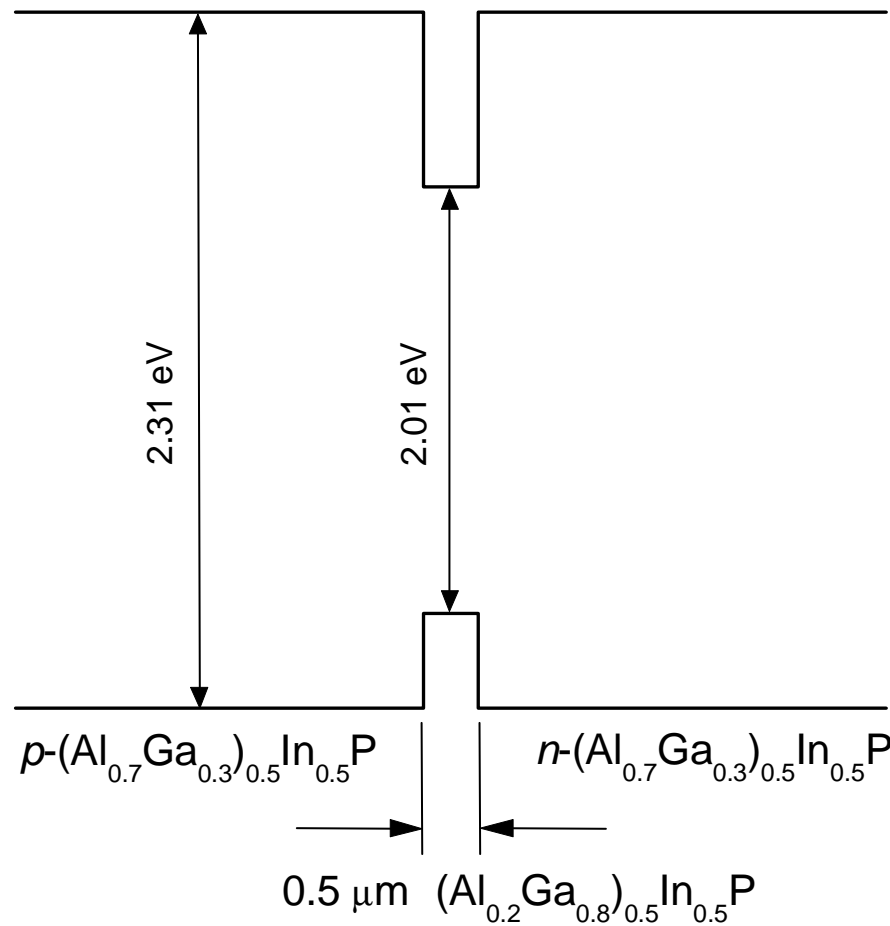 2.31 eV
2.01 eV
p-(Al₀.₇Ga₀.₃)₀.₅In₀.₅P
n-(Al₀.₇Ga₀.₃)₀.₅In₀.₅P
0.5 μm (Al₀.₂Ga₀.₈)₀.₅In₀.₅P